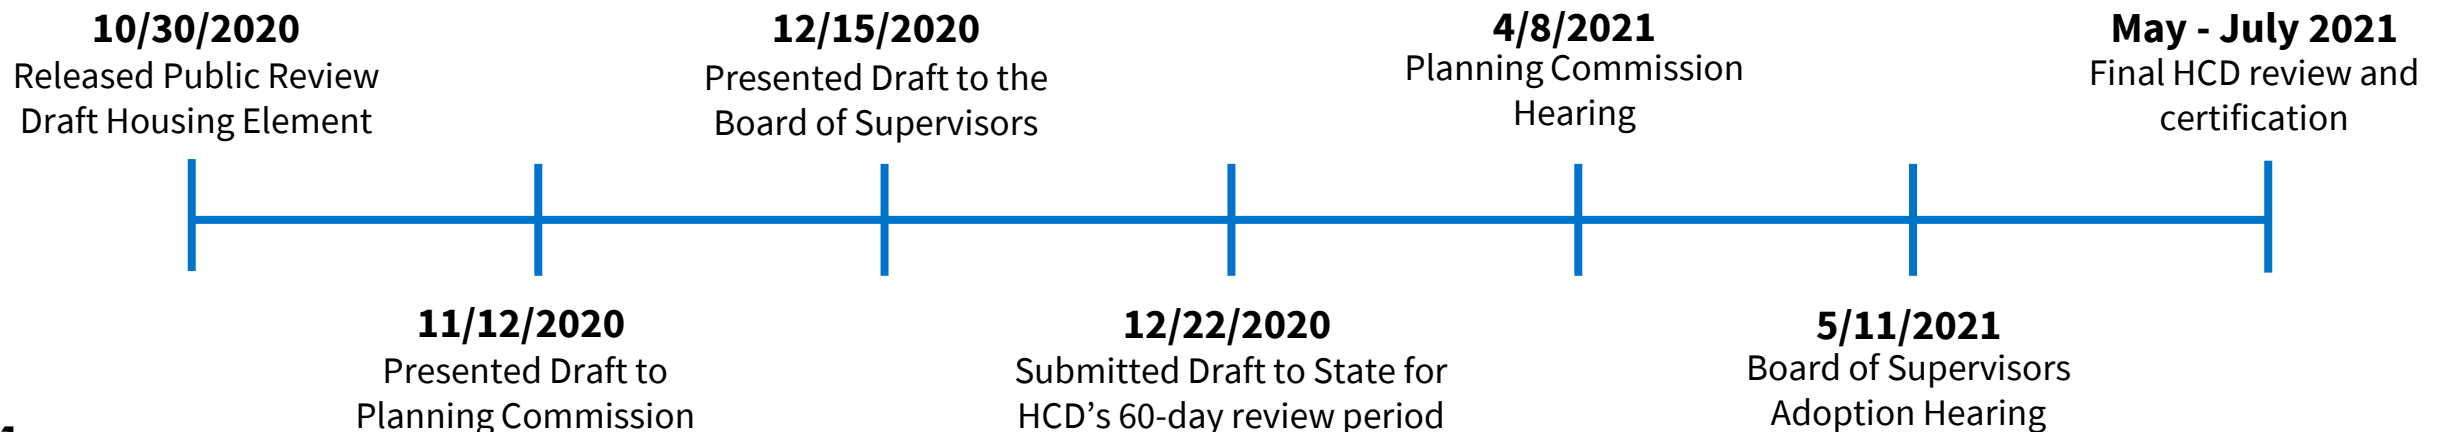 10/30/2020
Released Public Review
Draft Housing Element
11/12/2020
Presented Draft to
Planning Commission
12/15/2020
Presented Draft to the
Board of Supervisors
12/22/2020
Submitted Draft to State for
HCD’s 60-day review period
4/8/2021
Planning Commission
Hearing
5/11/2021
Board of Supervisors
Adoption Hearing
May - July 2021
Final HCD review and
certification